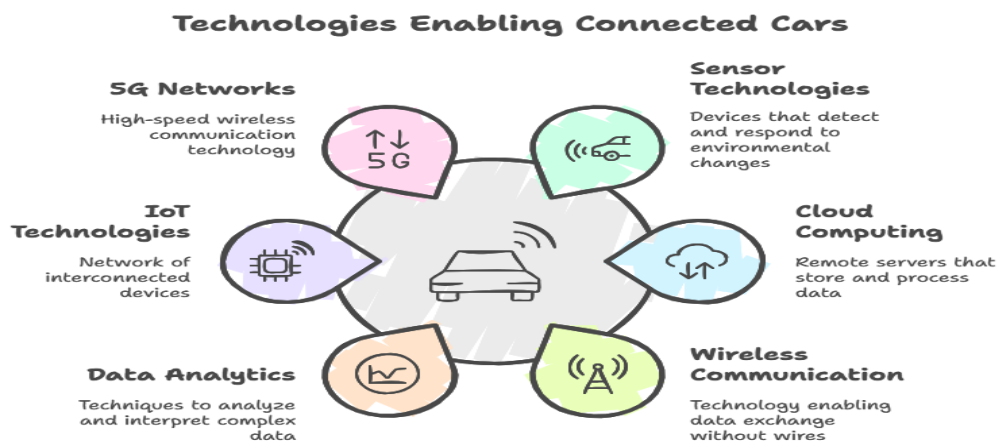 Technologies Enabling Connected Cars
5G Networks
High-speed wireless
communication
technology
5G
Sensor
Technologies
Devices that detect
and respond to
environmental
changes
IoT
Technologies
Network of
interconnected
devices
Cloud
Computing
Remote servers that
store and process
data
Data Analytics
Techniques to analyze
and interpret complex
data
Wireless
Communication
Technology enabling
data exchange
without wires